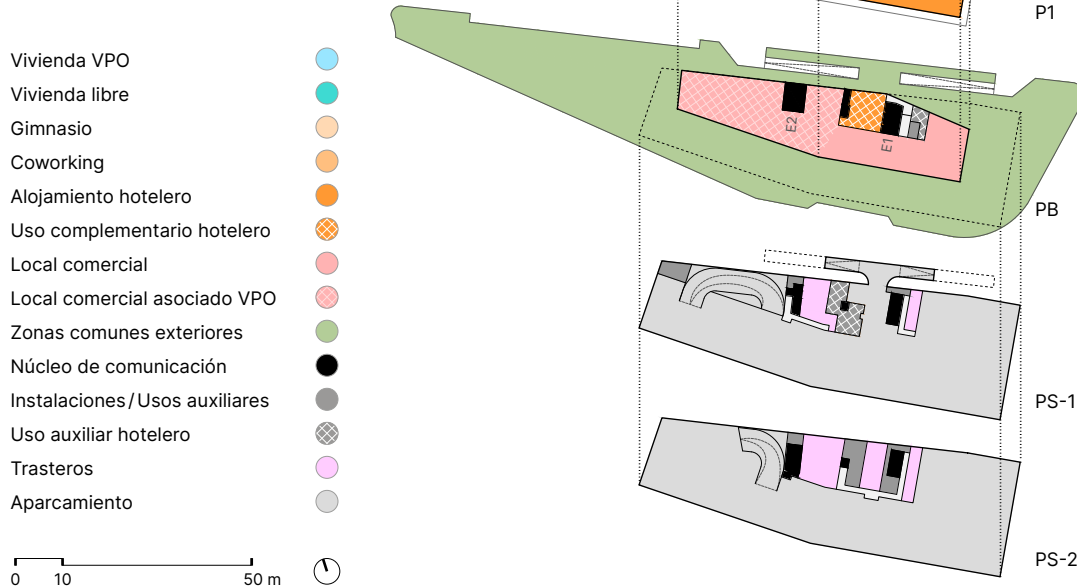 P1
Vivienda VPO
Vivienda libre
Gimnasio
Coworking
Alojamiento hotelero
Uso complementario hotelero
Local comercial
Local comercial asociado VPO
Zonas comunes exteriores
Núcleo de comunicación
Instalaciones/Usos auxiliares
Uso auxiliar hotelero
Trasteros
Aparcamiento
0 10 50 m
E2
E1
PB
PS-1
PS-2